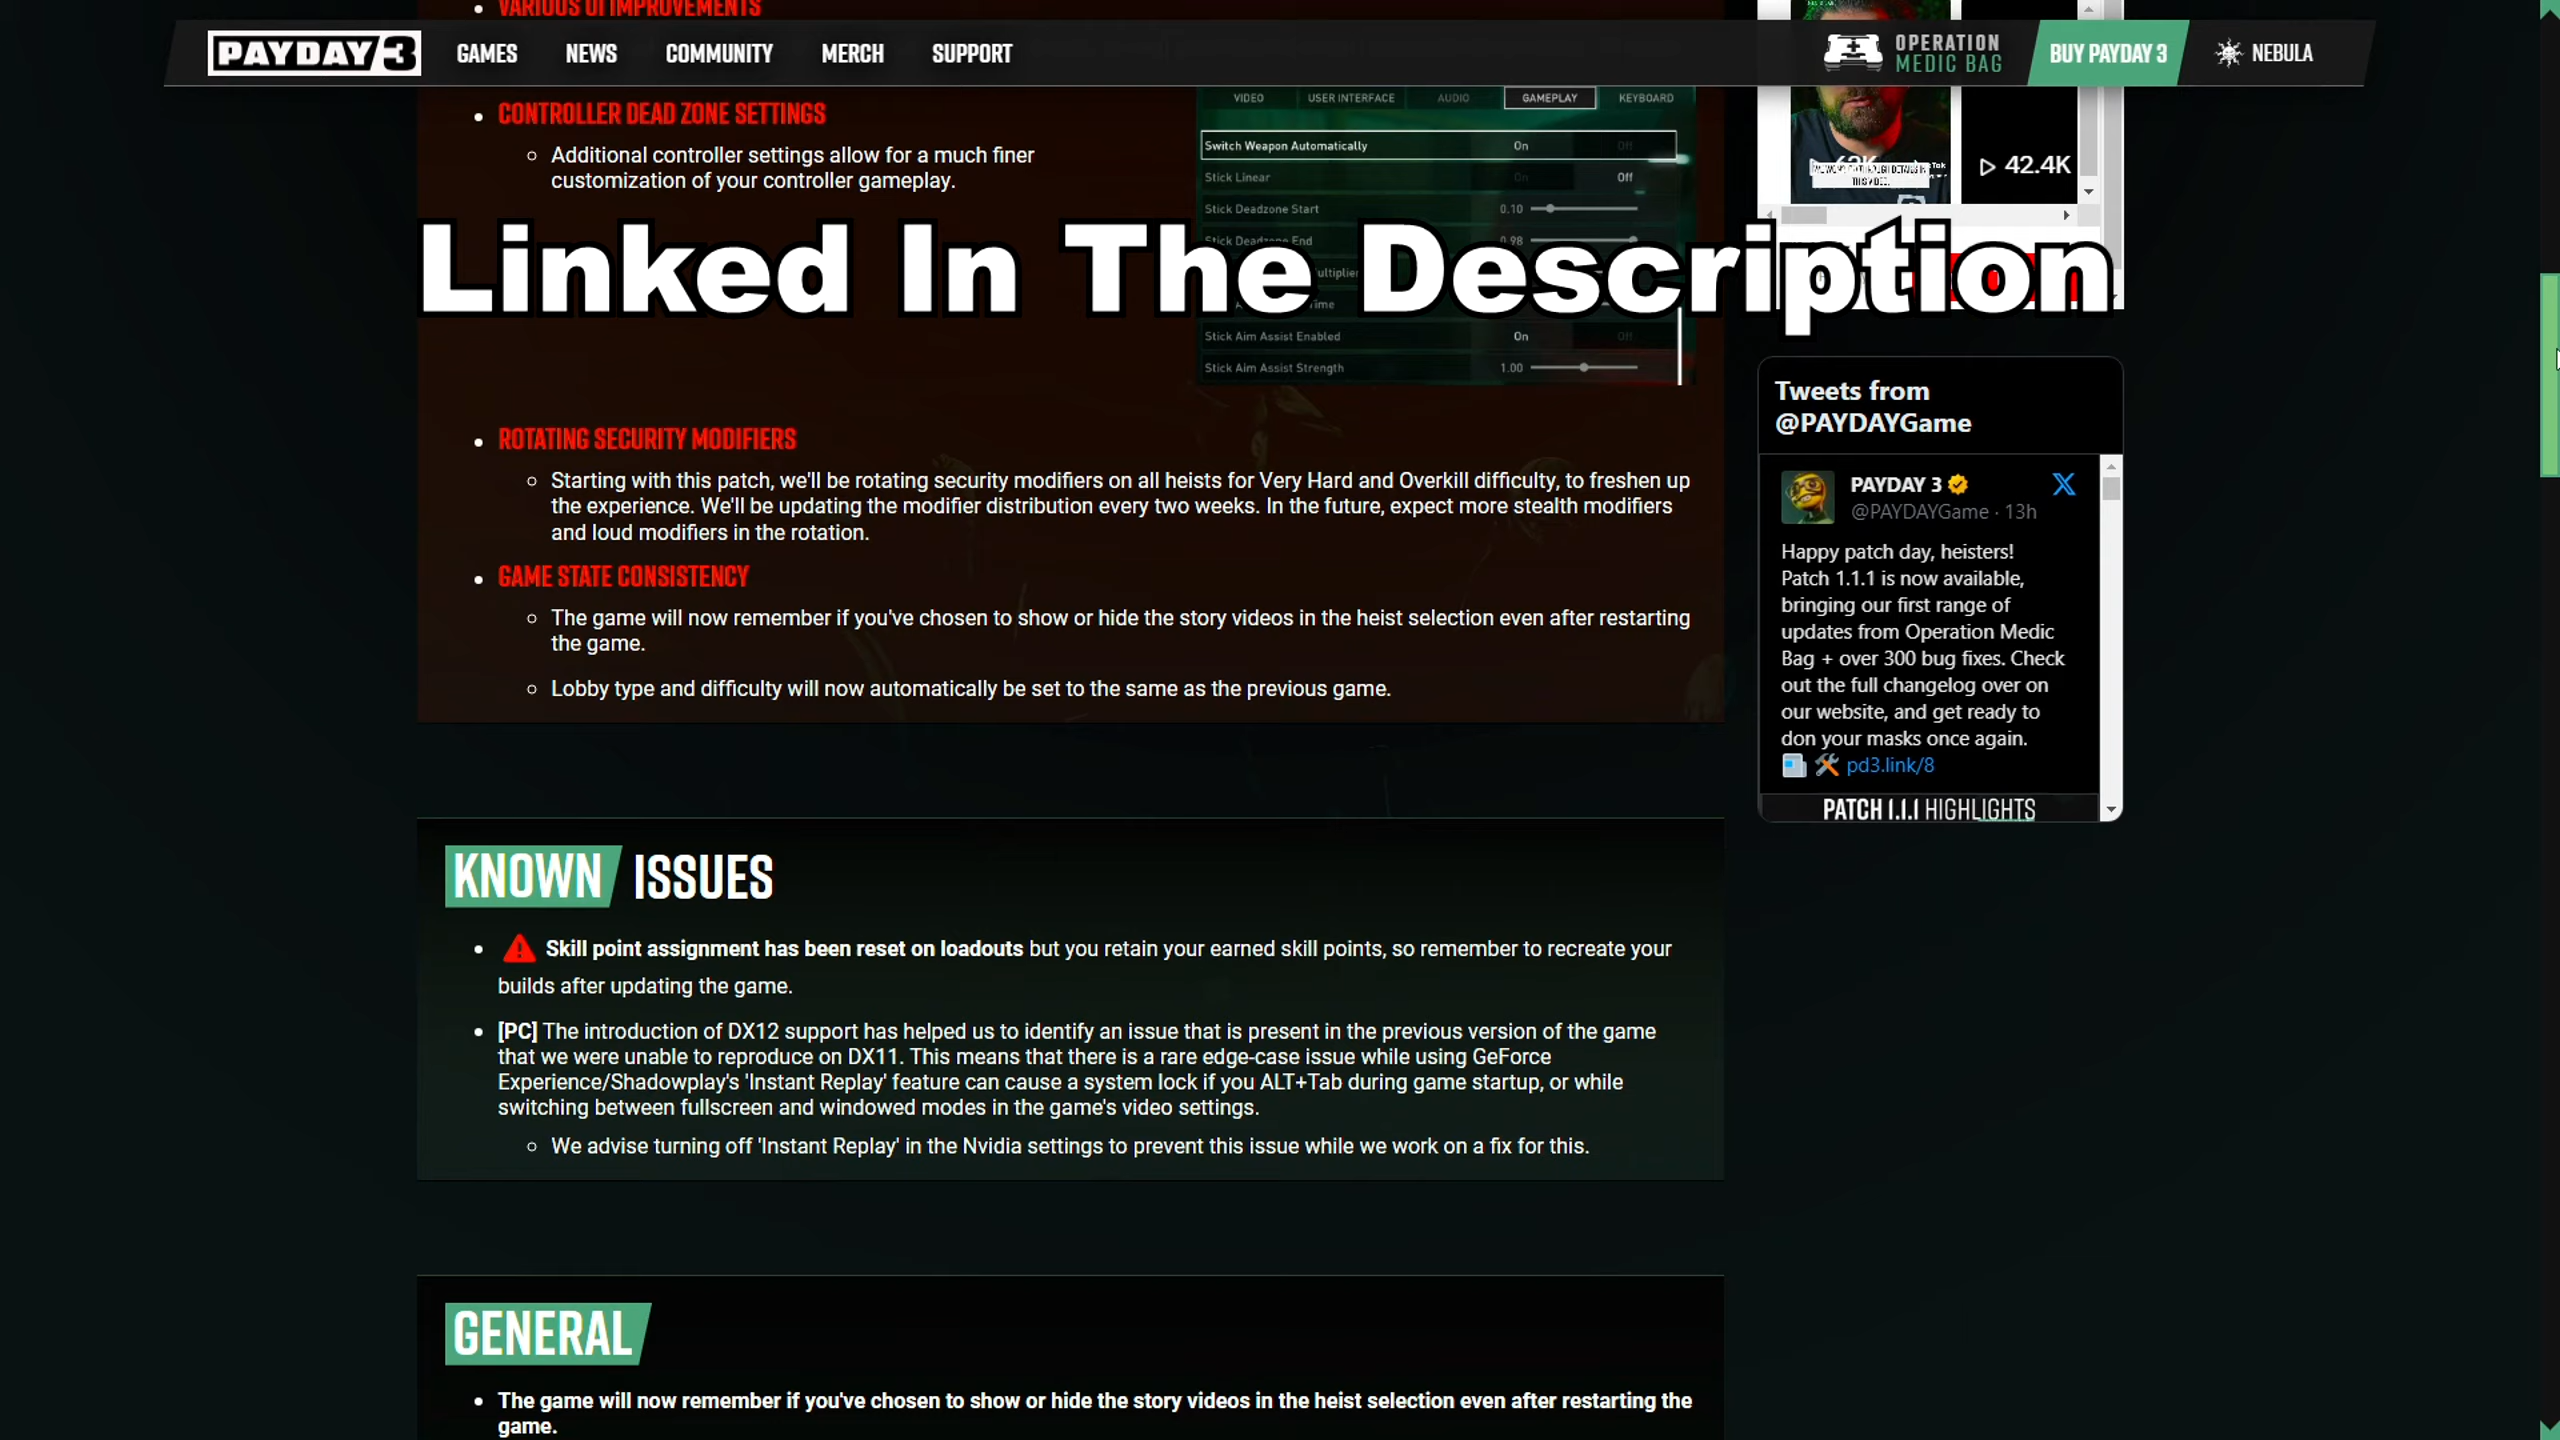 VARIOUS UI IMPROVEMENTS
PAYDAY 3
GAMES
NEWS
COMMUNITY
MERCH
SUPPORT
OPERATION
MEDIC BAG
BUY PAYDAY 3
NEBULA
CONTROLLER DEAD ZONE SETTINGS
Additional controller settings allow for a much finer
customization of your controller gameplay.
VIDEO
USER INTERFACE
AUDIO
GAMEPLAY
KEYBOARD
Switch Weapon Automatically
On
Off
Stick Linear
On
Off
Stick Deadzone Start
0.10
Stick Deadzone End
0.98
Multiplier
Time
Stick Aim Assist Enabled
On
Off
Stick Aim Assist Strength
1.00
Linked In The Description
42.4K
ROTATING SECURITY MODIFIERS
Starting with this patch, we'll be rotating security modifiers on all heists for Very Hard and Overkill difficulty, to freshen up
the experience. We'll be updating the modifier distribution every two weeks. In the future, expect more stealth modifiers
and loud modifiers in the rotation.
GAME STATE CONSISTENCY
The game will now remember if you've chosen to show or hide the story videos in the heist selection even after restarting
the game.
Lobby type and difficulty will now automatically be set to the same as the previous game.
Tweets from
@PAYDAYGame
PAYDAY 3
@PAYDAYGame · 13h
Happy patch day, heisters!
Patch 1.1.1 is now available,
bringing our first range of
updates from Operation Medic
Bag + over 300 bug fixes. Check
out the full changelog over on
our website, and get ready to
don your masks once again.
pd3.link/8
PATCH 1.1.1 HIGHLIGHTS
KNOWN ISSUES
Skill point assignment has been reset on loadouts but you retain your earned skill points, so remember to recreate your
builds after updating the game.
[PC] The introduction of DX12 support has helped us to identify an issue that is present in the previous version of the game
that we were unable to reproduce on DX11. This means that there is a rare edge-case issue while using GeForce
Experience/Shadowplay's 'Instant Replay' feature can cause a system lock if you ALT+Tab during game startup, or while
switching between fullscreen and windowed modes in the game's video settings.
We advise turning off 'Instant Replay' in the Nvidia settings to prevent this issue while we work on a fix for this.
GENERAL
The game will now remember if you've chosen to show or hide the story videos in the heist selection even after restarting the
game.